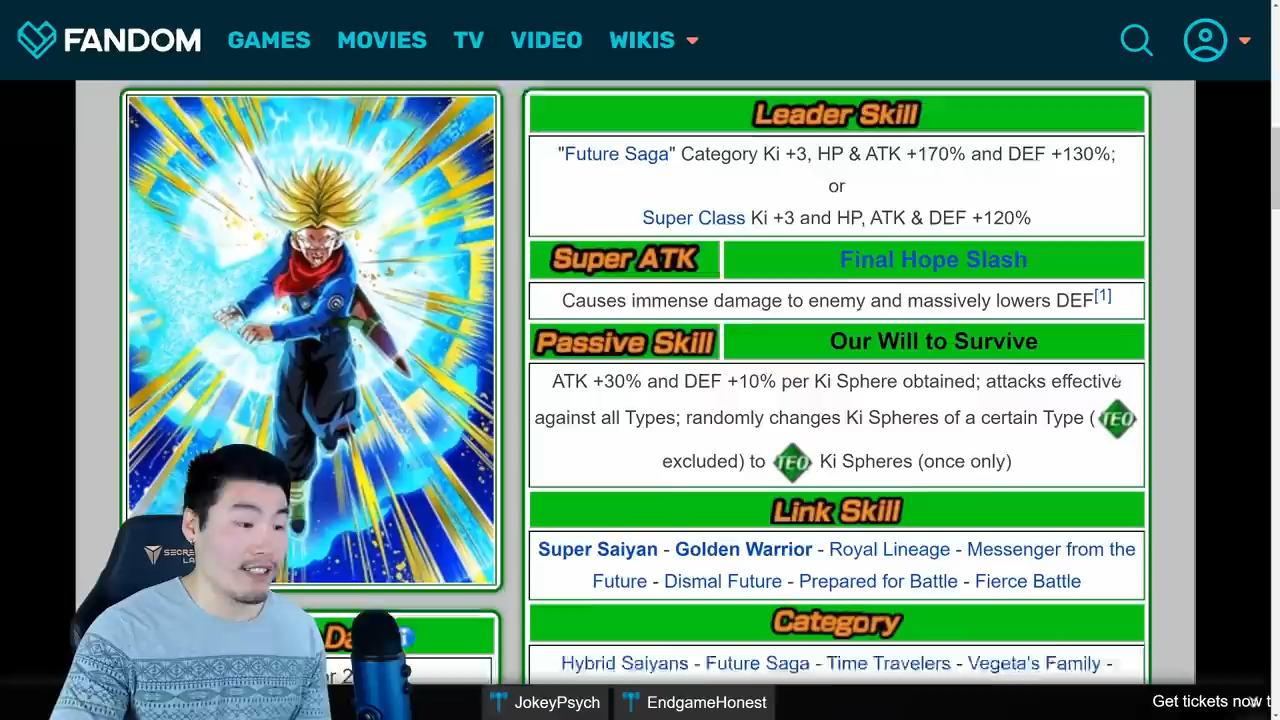 FANDOM GAMES MOVIES TV VIDEO WIKIS
Leader Skill
"Future Saga" Category Ki +3, HP & ATK +170% and DEF +130%;
or
Super Class Ki +3 and HP, ATK & DEF +120%
Super ATK Final Hope Slash
Causes immense damage to enemy and massively lowers DEF[1]
Passive Skill Our Will to Survive
ATK +30% and DEF +10% per Ki Sphere obtained; attacks effective
against all Types; randomly changes Ki Spheres of a certain Type (TEQ
excluded) to TEQ Ki Spheres (once only)
Link Skill
Super Saiyan - Golden Warrior - Royal Lineage - Messenger from the
Future - Dismal Future - Prepared for Battle - Fierce Battle
Category
Hybrid Saiyans - Future Saga - Time Travelers - Vegeta's Family -
JokeyPsych EndgameHonest Get tickets now